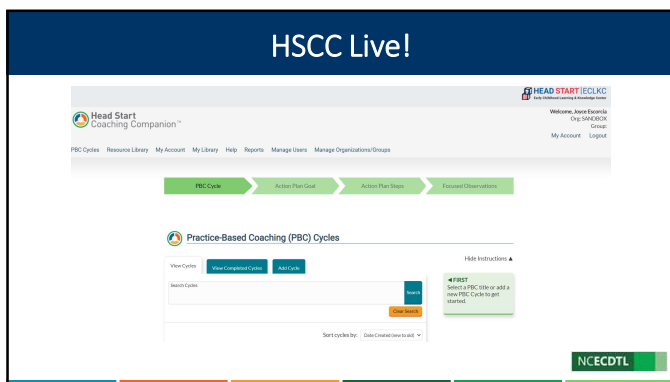 HSCC Live!
HEAD START | ECLKC
Early Childhood Learning & Knowledge Center
Head Start
Coaching Companion™
Welcome, Joyce Escorcia
Org: SANDBOX
Group:
My Account Logout
PBC Cycles Resource Library My Account My Library Help Reports Manage Users Manage Organizations/Groups
PBC Cycle Action Plan Goal Action Plan Steps Focused Observations
Practice-Based Coaching (PBC) Cycles
Hide Instructions ▲
View Cycles View Completed Cycles Add Cycle
Search Cycles
Search
Clear Search
◄ FIRST
Select a PBC title or add a
new PBC Cycle to get
started.
Sort cycles by: Date Created (new to old)
NCECDTL